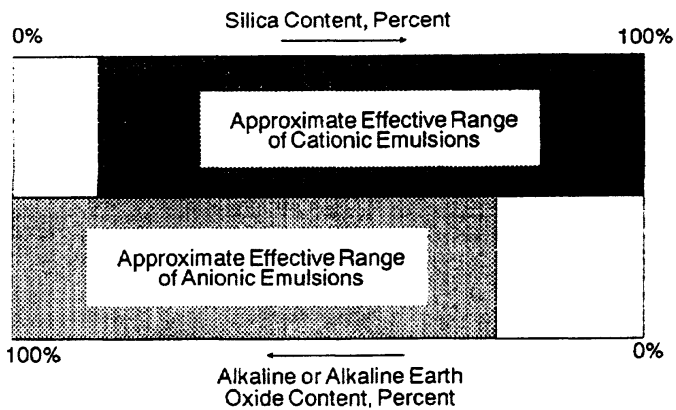 Silica Content, Percent
0%
100%
Approximate Effective Range
of Cationic Emulsions
Approximate Effective Range
of Anionic Emulsions
100%
0%
Alkaline or Alkaline Earth
Oxide Content, Percent